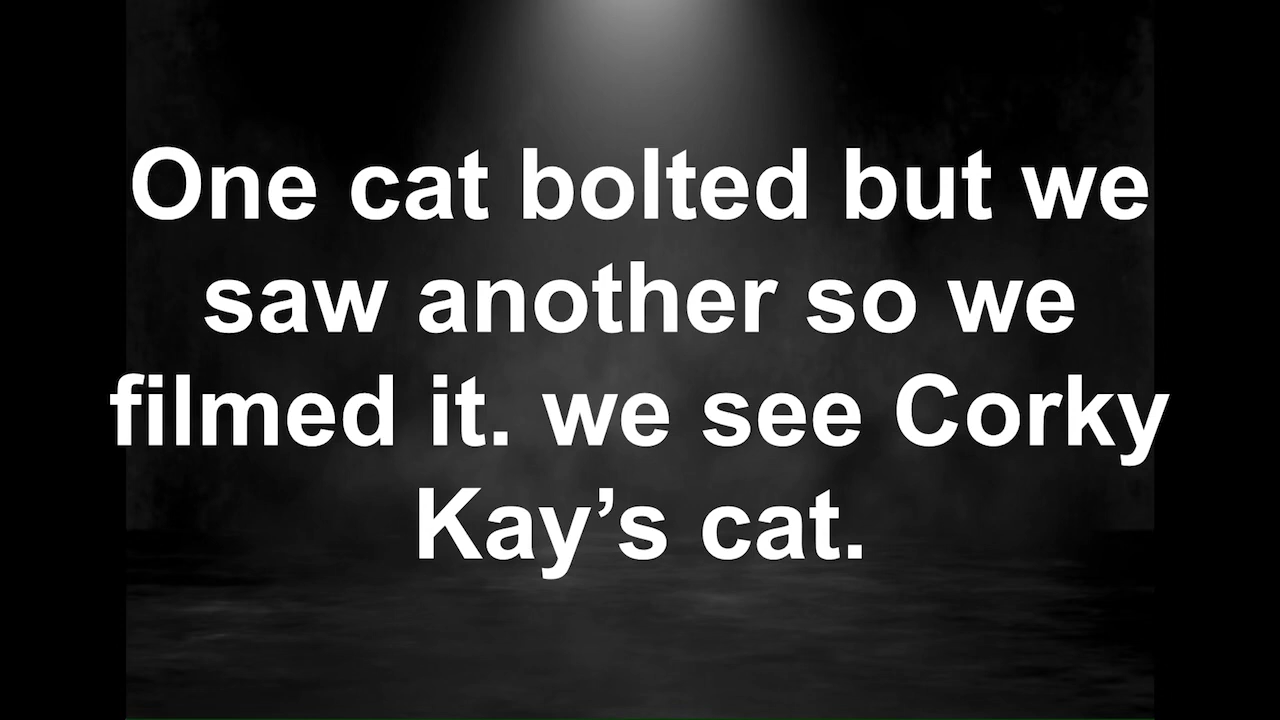 One cat bolted but we
saw another so we
filmed it. we see Corky
Kay’s cat.